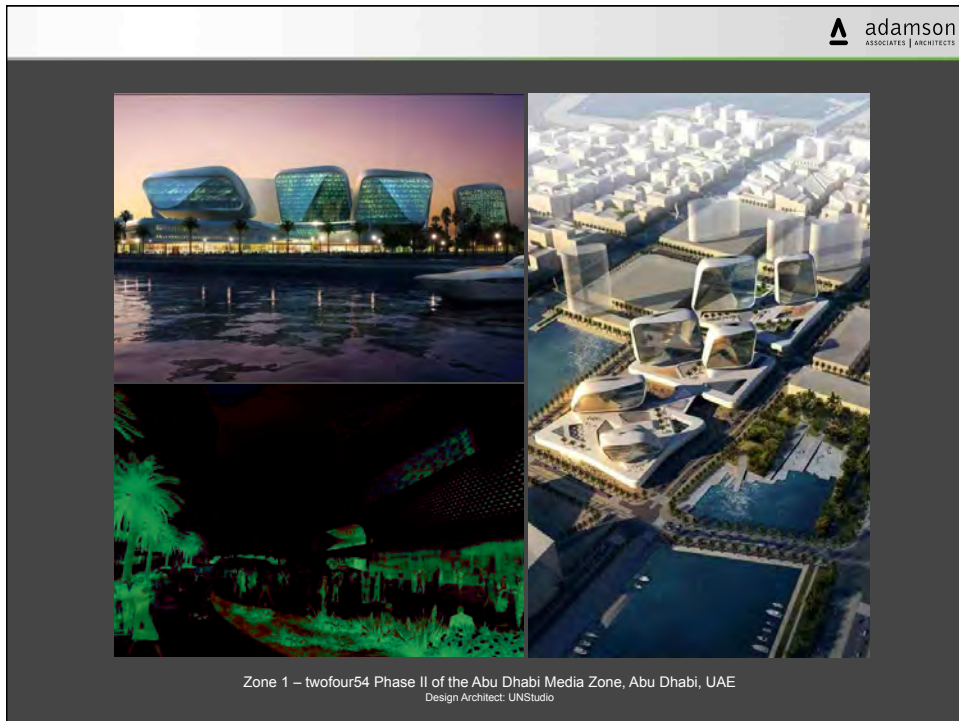 adamson
ASSOCIATES | ARCHITECTS
Zone 1 – twofour54 Phase II of the Abu Dhabi Media Zone, Abu Dhabi, UAE
Design Architect: UNStudio